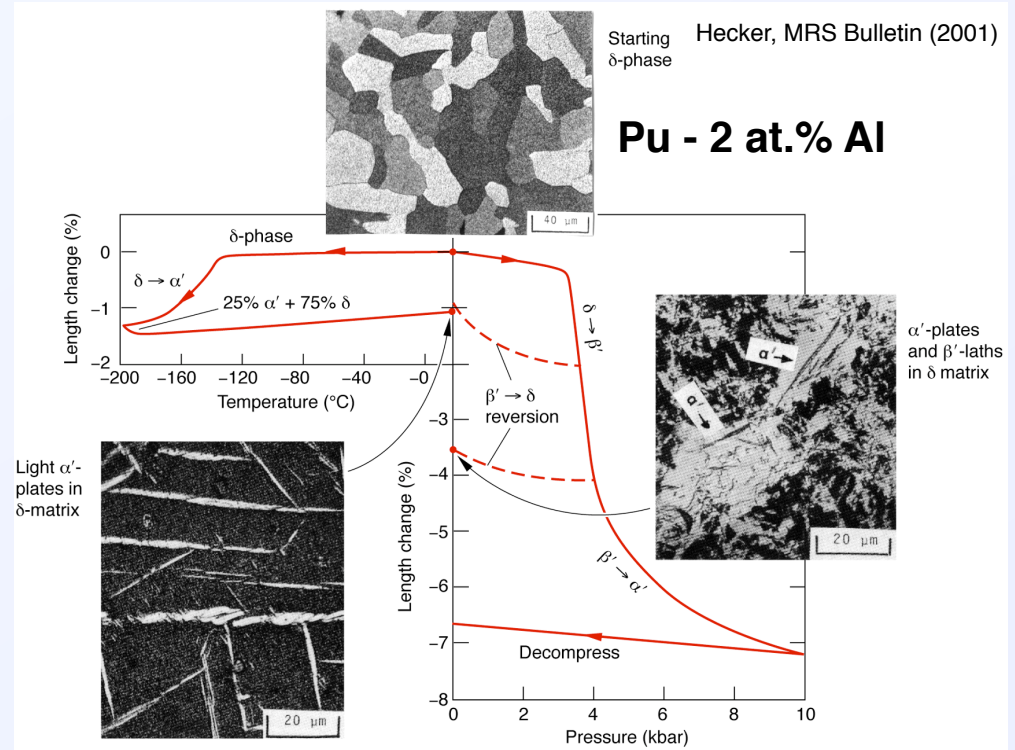 Starting
δ-phase
Hecker, MRS Bulletin (2001)
Pu - 2 at.% Al
40 µm
Length change (%)
0
−1
−2
δ-phase
δ → α′
25% α′ + 75% δ
−200
−160
−120
−80
−40
−0
Temperature (°C)
δ → β′
β′ → δ
reversion
α′
α′
20 µm
α′-plates
and β′-laths
in δ matrix
Light α′-
plates in
δ-matrix
20 µm
Length change (%)
−3
−4
−5
−6
−7
−8
β′ → α′
Decompress
0
2
4
6
8
10
Pressure (kbar)